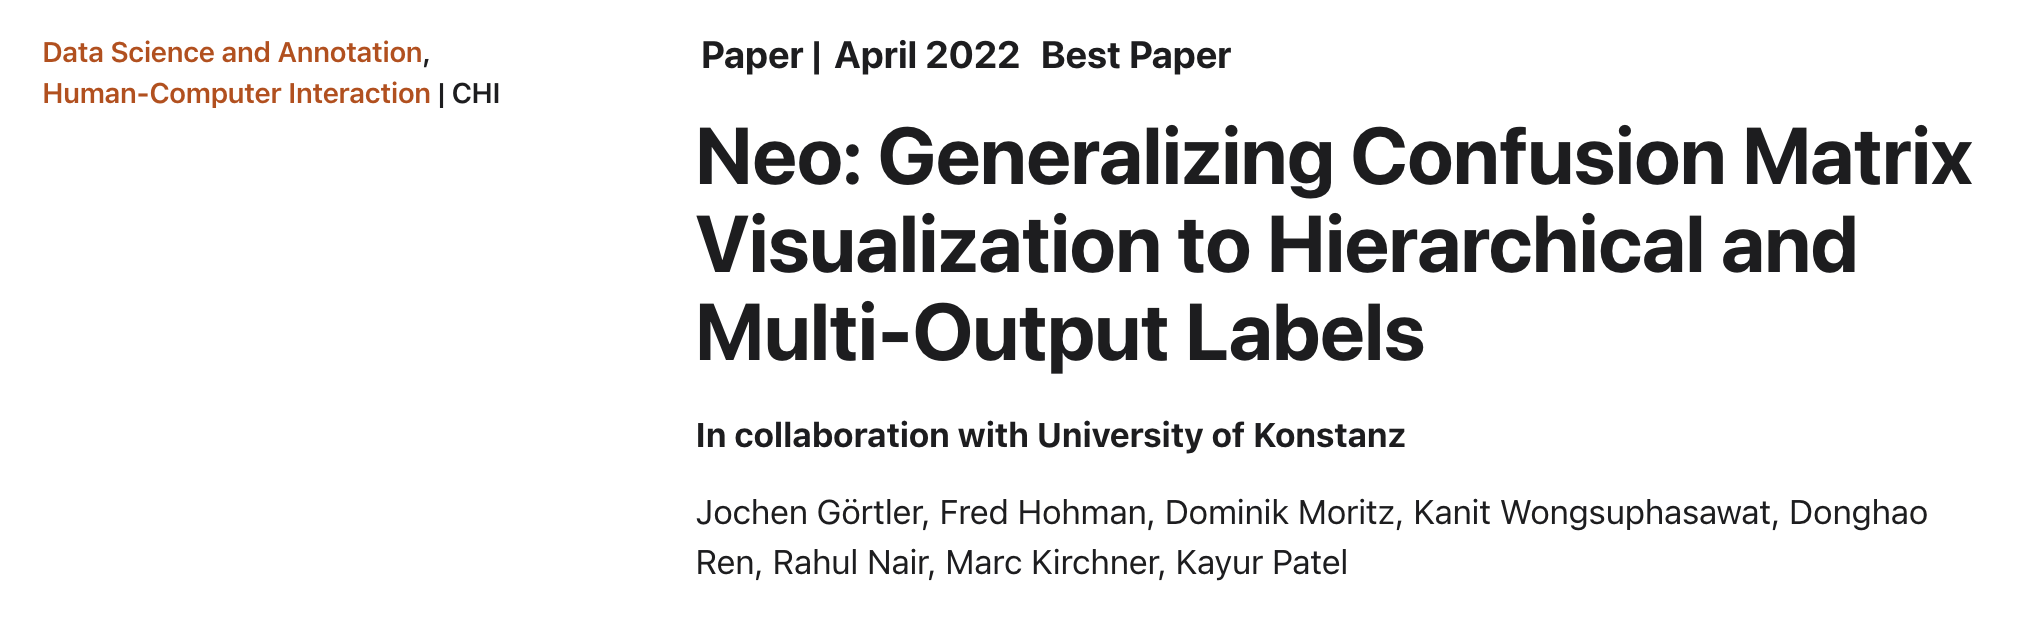 Data Science and Annotation,
Human-Computer Interaction | CHI
Paper | April 2022 Best Paper
Neo: Generalizing Confusion Matrix
Visualization to Hierarchical and
Multi-Output Labels
In collaboration with University of Konstanz
Jochen Görtler, Fred Hohman, Dominik Moritz, Kanit Wongsuphasawat, Donghao
Ren, Rahul Nair, Marc Kirchner, Kayur Patel